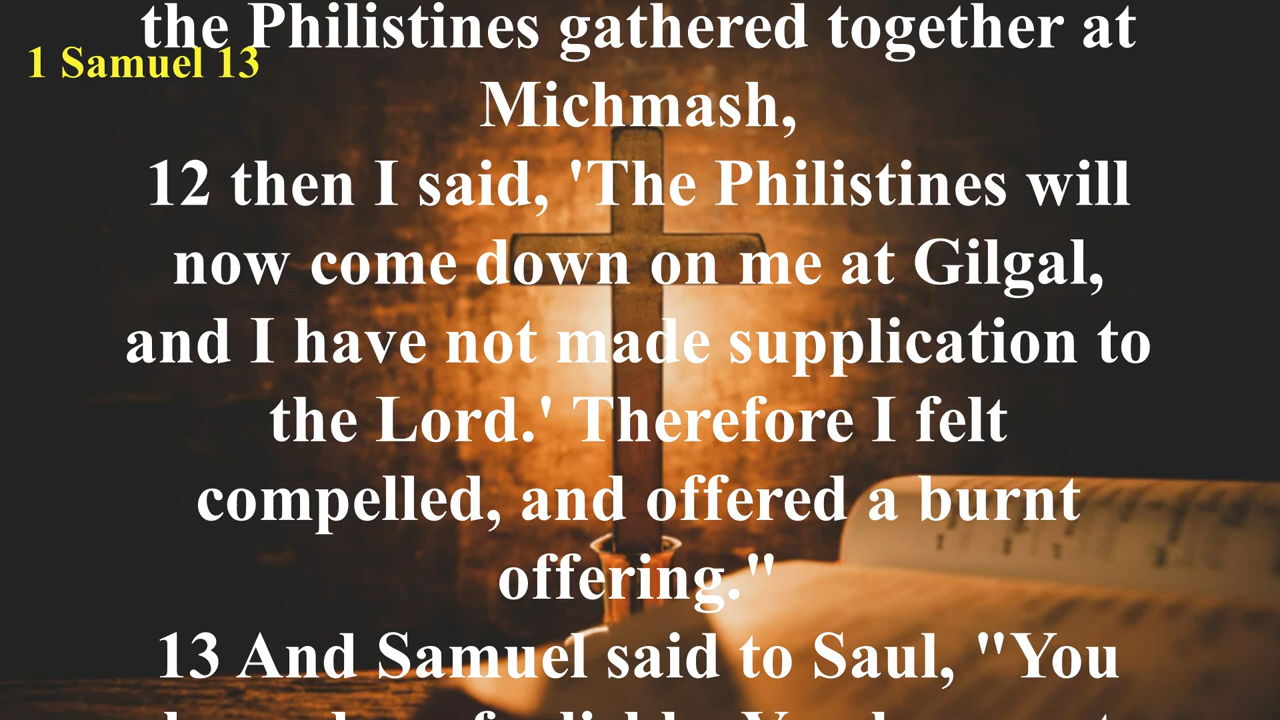 the Philistines gathered together at
1 Samuel 13
Michmash,
12 then I said, 'The Philistines will
now come down on me at Gilgal,
and I have not made supplication to
the Lord.' Therefore I felt
compelled, and offered a burnt
offering."
13 And Samuel said to Saul, "You